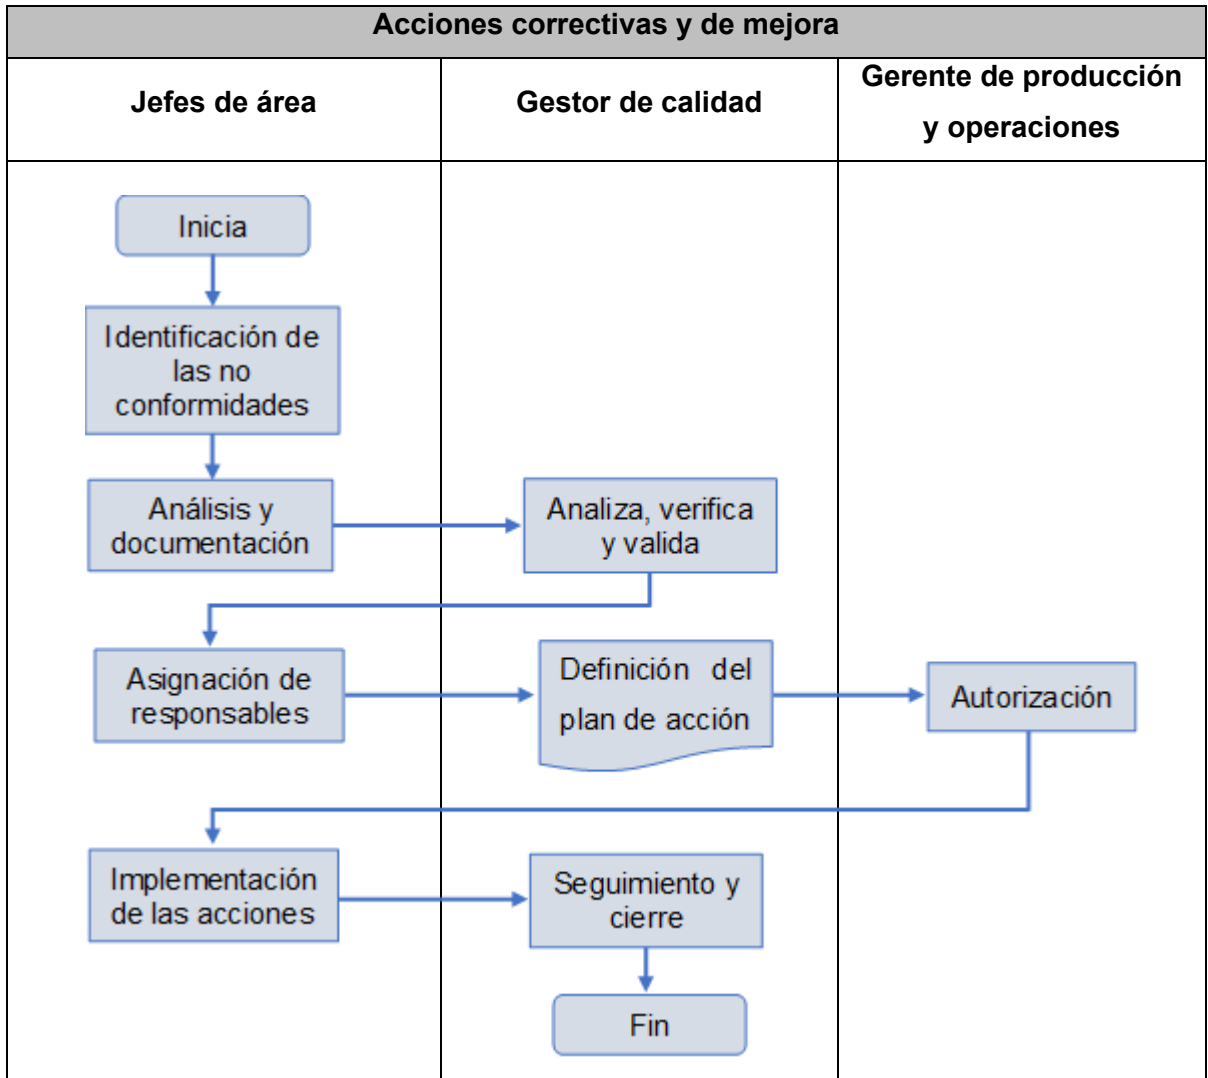 Acciones correctivas y de mejora
Jefes de área
Gestor de calidad
Gerente de producción
y operaciones
Inicia
Identificación de
las no
conformidades
Análisis y
documentación
Analiza, verifica
y valida
Asignación de
responsables
Definición del
plan de acción
Autorización
Implementación
de las acciones
Seguimiento y
cierre
Fin